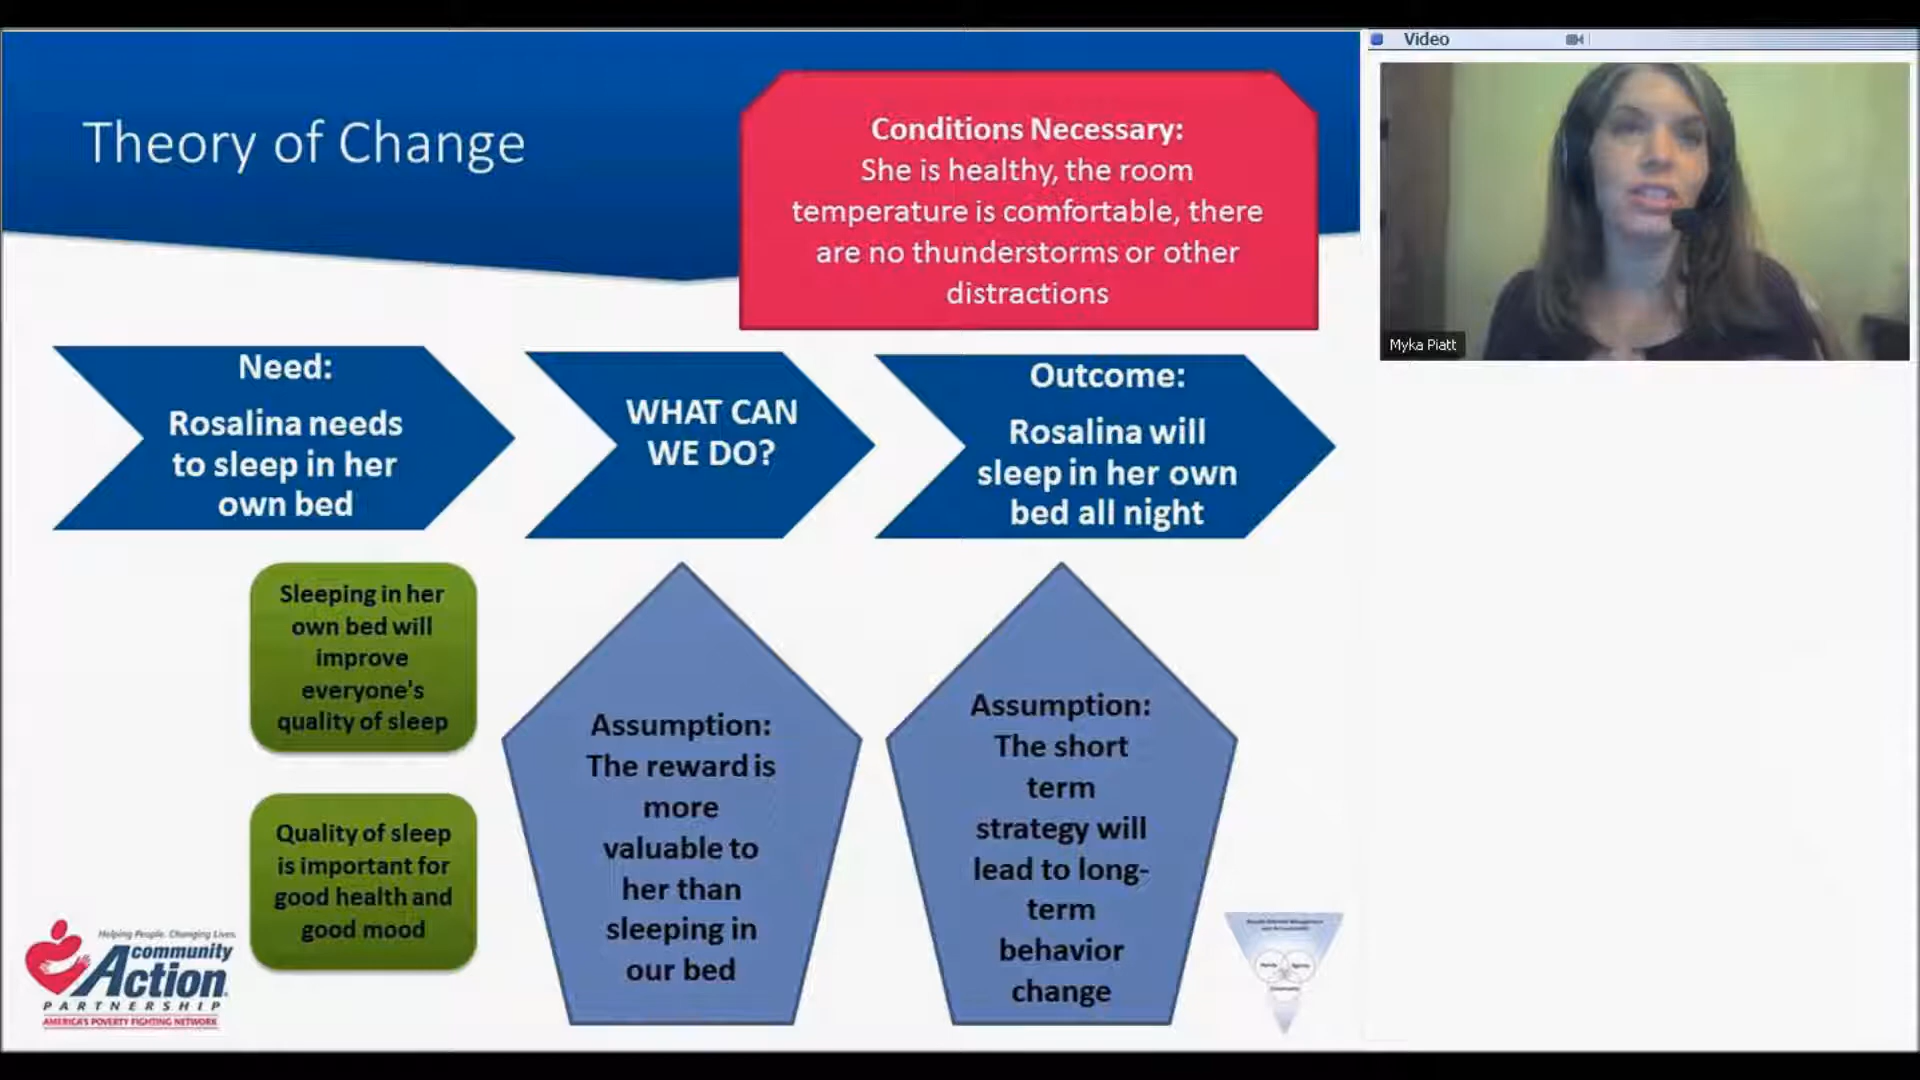 Theory of Change
Conditions Necessary:
She is healthy, the room
temperature is comfortable, there
are no thunderstorms or other
distractions
Video
Myka Piatt
Need:
Rosalina needs
to sleep in her
own bed
WHAT CAN
WE DO?
Outcome:
Rosalina will
sleep in her own
bed all night
Sleeping in her
own bed will
improve
everyone's
quality of sleep
Quality of sleep
is important for
good health and
good mood
Assumption:
The reward is
more
valuable to
her than
sleeping in
our bed
Assumption:
The short
term
strategy will
lead to long-
term
behavior
change
Helping People. Changing Lives.
community
Action
PARTNERSHIP
AMERICA'S POVERTY FIGHTING NETWORK